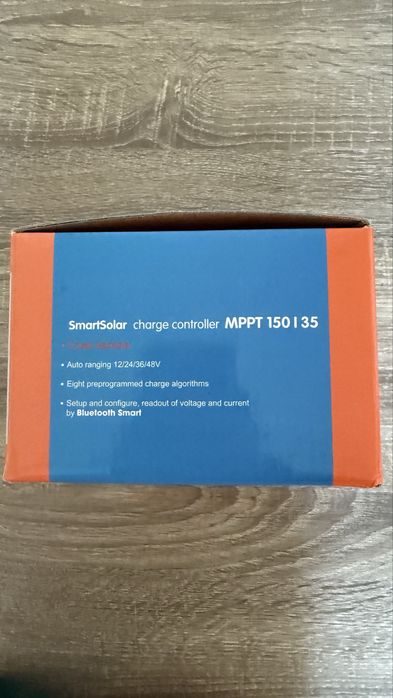 SmartSolar charge controller MPPT 150 | 35
• Auto ranging 12/24/36/48V
• Eight preprogrammed charge algorithms
• Setup and configure, readout of voltage and current
by Bluetooth Smart